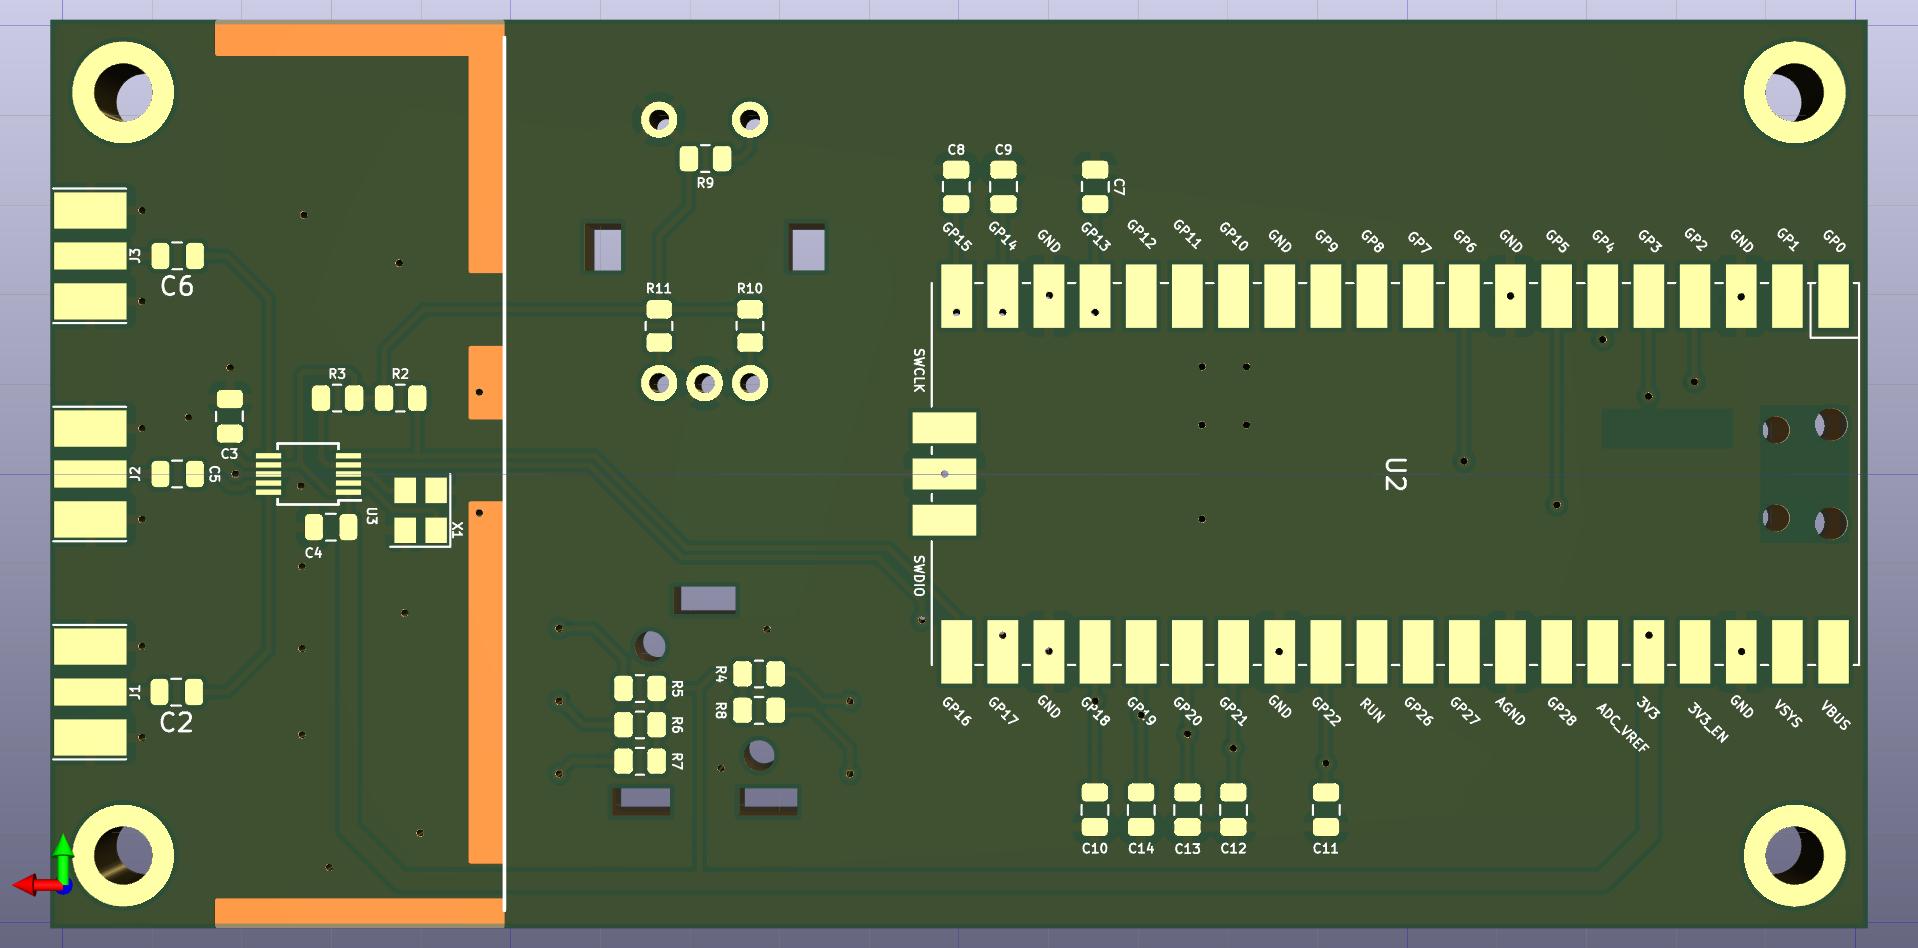 C8
C9
C7
R9
GP15
GP14
GND
GP13
GP12
GP11
GP10
GND
GP9
GP8
GP7
GP6
GND
GP5
GP4
GP3
GP2
GND
GP1
GP0
J3
C6
R11
R10
SWCLK
R3
R2
C3
J2
C5
U3
X1
C4
U2
SWDIO
J1
C2
R4
R5
R8
R6
R7
GP16
GP17
GND
GP18
GP19
GP20
GP21
GND
GP22
RUN
GP26
GP27
AGND
GP28
ADC_VREF
3V3
3V3_EN
GND
VSYS
VBUS
C10
C14
C13
C12
C11